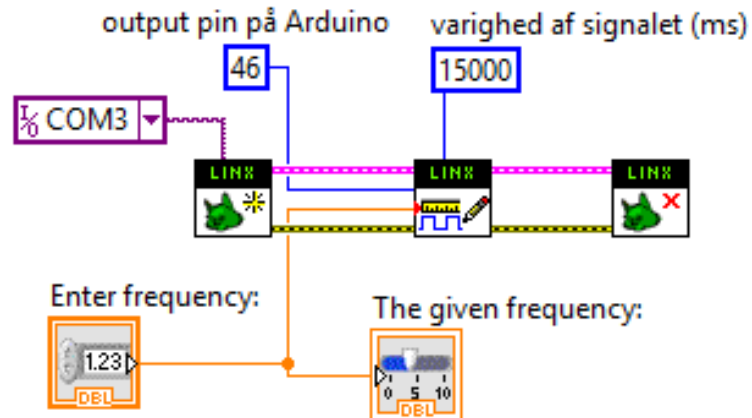 output pin på Arduino
varighed af signalet (ms)
46
15000
I/O COM3
LINX
LINX
LINX
Enter frequency:
The given frequency:
1.23
DBL
0 5 10
DBL